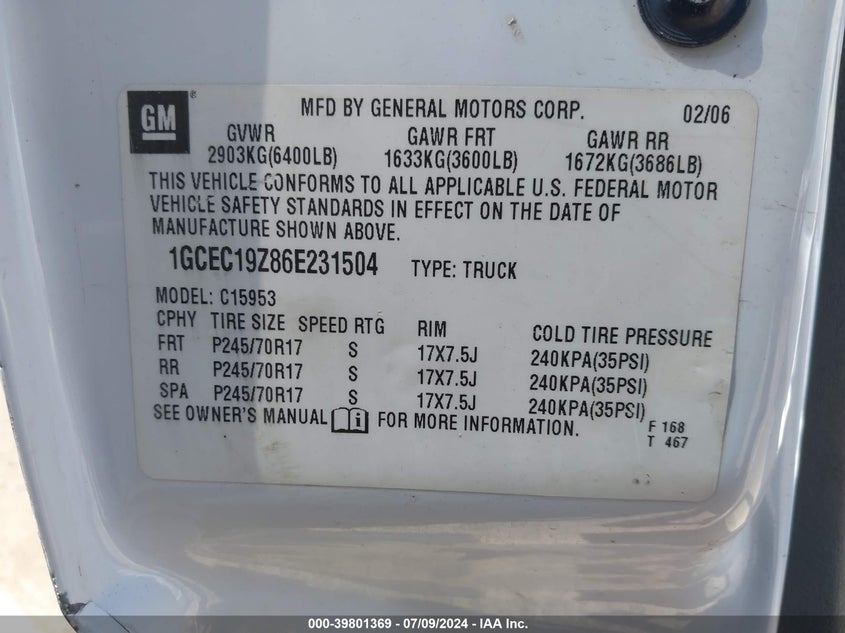 GM ® MFD BY GENERAL MOTORS CORP. 02/06
GVWR GAWR FRT GAWR RR
2903KG(6400LB) 1633KG(3600LB) 1672KG(3686LB)
THIS VEHICLE CONFORMS TO ALL APPLICABLE U.S. FEDERAL MOTOR
VEHICLE SAFETY STANDARDS IN EFFECT ON THE DATE OF
MANUFACTURE SHOWN ABOVE.
1GCEC19Z86E231504 TYPE: TRUCK
MODEL: C15953
CPHY TIRE SIZE SPEED RTG RIM COLD TIRE PRESSURE
FRT P245/70R17 S 17X7.5J 240KPA(35PSI)
RR P245/70R17 S 17X7.5J 240KPA(35PSI)
SPA P245/70R17 S 17X7.5J 240KPA(35PSI)
SEE OWNER'S MANUAL i FOR MORE INFORMATION.
F 168
T 467
000-39801369 / 07/09/2024 - IAA Inc.